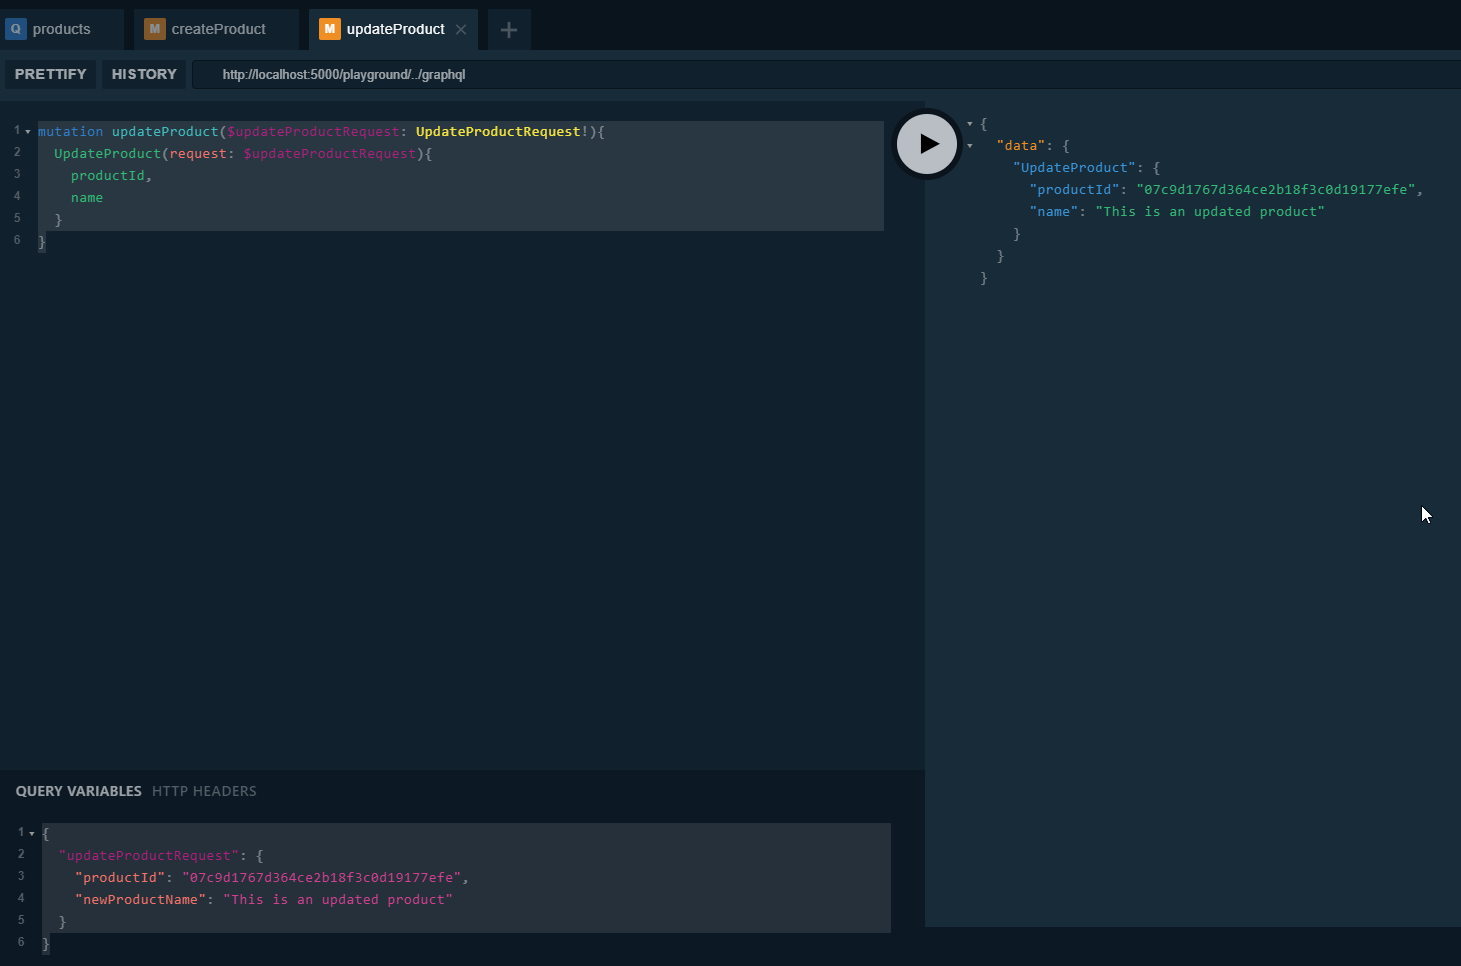 Q products M createProduct M updateProduct
PRETTIFY HISTORY http://localhost:5000/playground/../graphql
1 mutation updateProduct($updateProductRequest: UpdateProductRequest!){
2 UpdateProduct(request: $updateProductRequest){
3 productId,
4 name
5 }
6 }
{
"data": {
"UpdateProduct": {
"productId": "07c9d1767d364ce2b18f3c0d19177efe",
"name": "This is an updated product"
}
}
}
QUERY VARIABLES HTTP HEADERS
1 {
2 "updateProductRequest": {
3 "productId": "07c9d1767d364ce2b18f3c0d19177efe",
4 "newProductName": "This is an updated product"
5 }
6 }